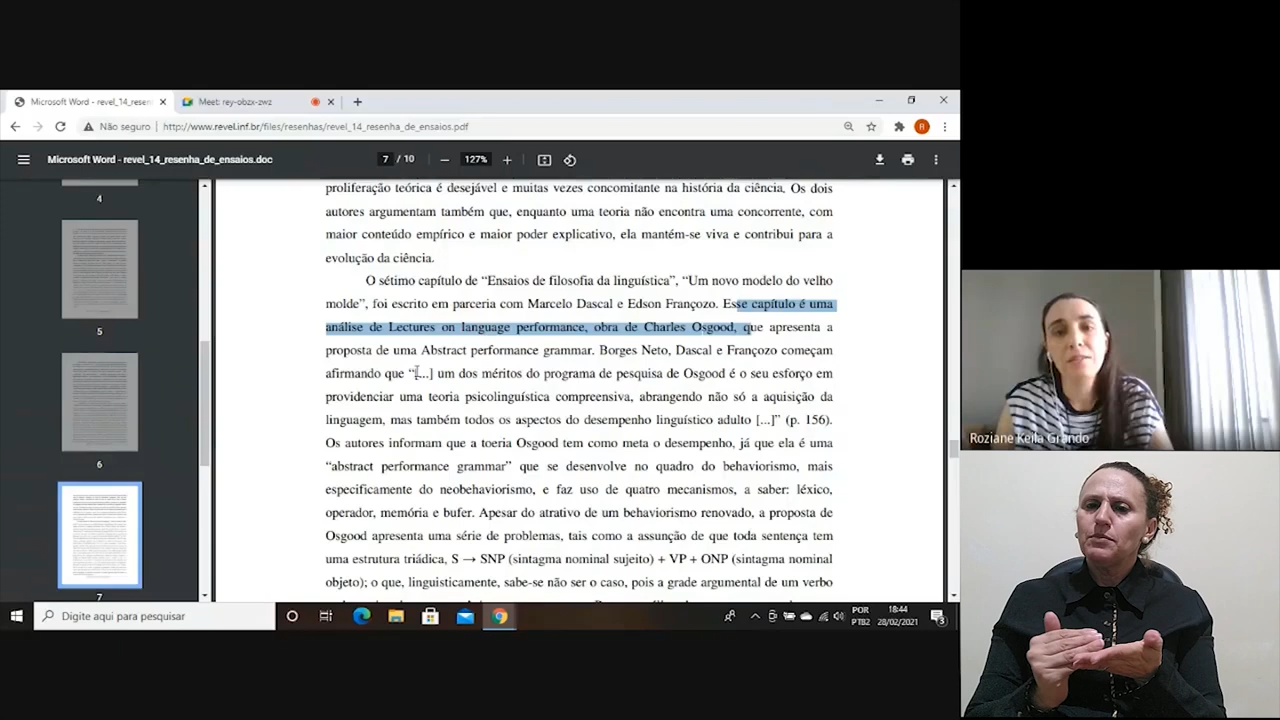 Microsoft Word - revel_14_resen
Meet: rey-obzx-zwz
Não seguro
http://www.revel.inf.br/files/resenhas/revel_14_resenha_de_ensaios.pdf
R
Microsoft Word - revel_14_resenha_de_ensaios.doc
7 / 10
127%
4
5
6
7
proliferação teórica é desejável e muitas vezes concomitante na história da ciência. Os dois
autores argumentam também que, enquanto uma teoria não encontra uma concorrente, com
maior conteúdo empírico e maior poder explicativo, ela mantém-se viva e contribui para a
evolução da ciência.
O sétimo capítulo de “Ensaios de filosofia da linguística”, “Um novo modelo do velho
molde”, foi escrito em parceria com Marcelo Dascal e Edson Françozo. Esse capítulo é uma
análise de Lectures on language performance, obra de Charles Osgood, que apresenta a
proposta de uma Abstract performance grammar. Borges Neto, Dascal e Françozo começam
afirmando que “[...] um dos méritos do programa de pesquisa de Osgood é o seu esforço em
providenciar uma teoria psicolinguística compreensiva, abrangendo não só a aquisição da
linguagem, mas também todos os aspectos do desempenho linguístico adulto [...]” (p. 156).
Os autores informam que a toeria Osgood tem como meta o desempenho, já que ela é uma
“abstract performance grammar” que se desenvolve no quadro do behaviorismo, mais
especificamente do neobehaviorismo, e faz uso de quatro mecanismos, a saber: léxico,
operador, memória e bufer. Apesar do atrativo de um behaviorismo renovado, a proposta de
Osgood apresenta uma série de problemas, tais como a assunção de que toda sentença tem
uma estrutura triádica, S → SNP (sintagma nominal sujeito) + VP + ONP (sintagma nominal
objeto); o que, linguisticamente, sabe-se não ser o caso, pois a grade argumental de um verbo
Roziane Keila Grando
Digite aqui para pesquisar
POR
PTB2
18:44
28/02/2021
3